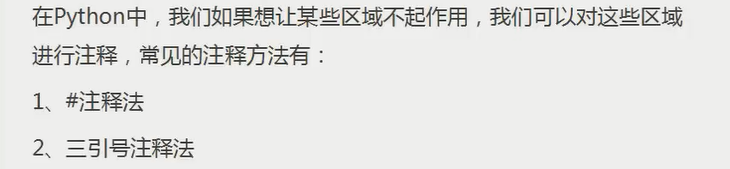 在Python中，我们如果想让某些区域不起作用，我们可以对这些区域
进行注释，常见的注释方法有：
1、#注释法
2、三引号注释法